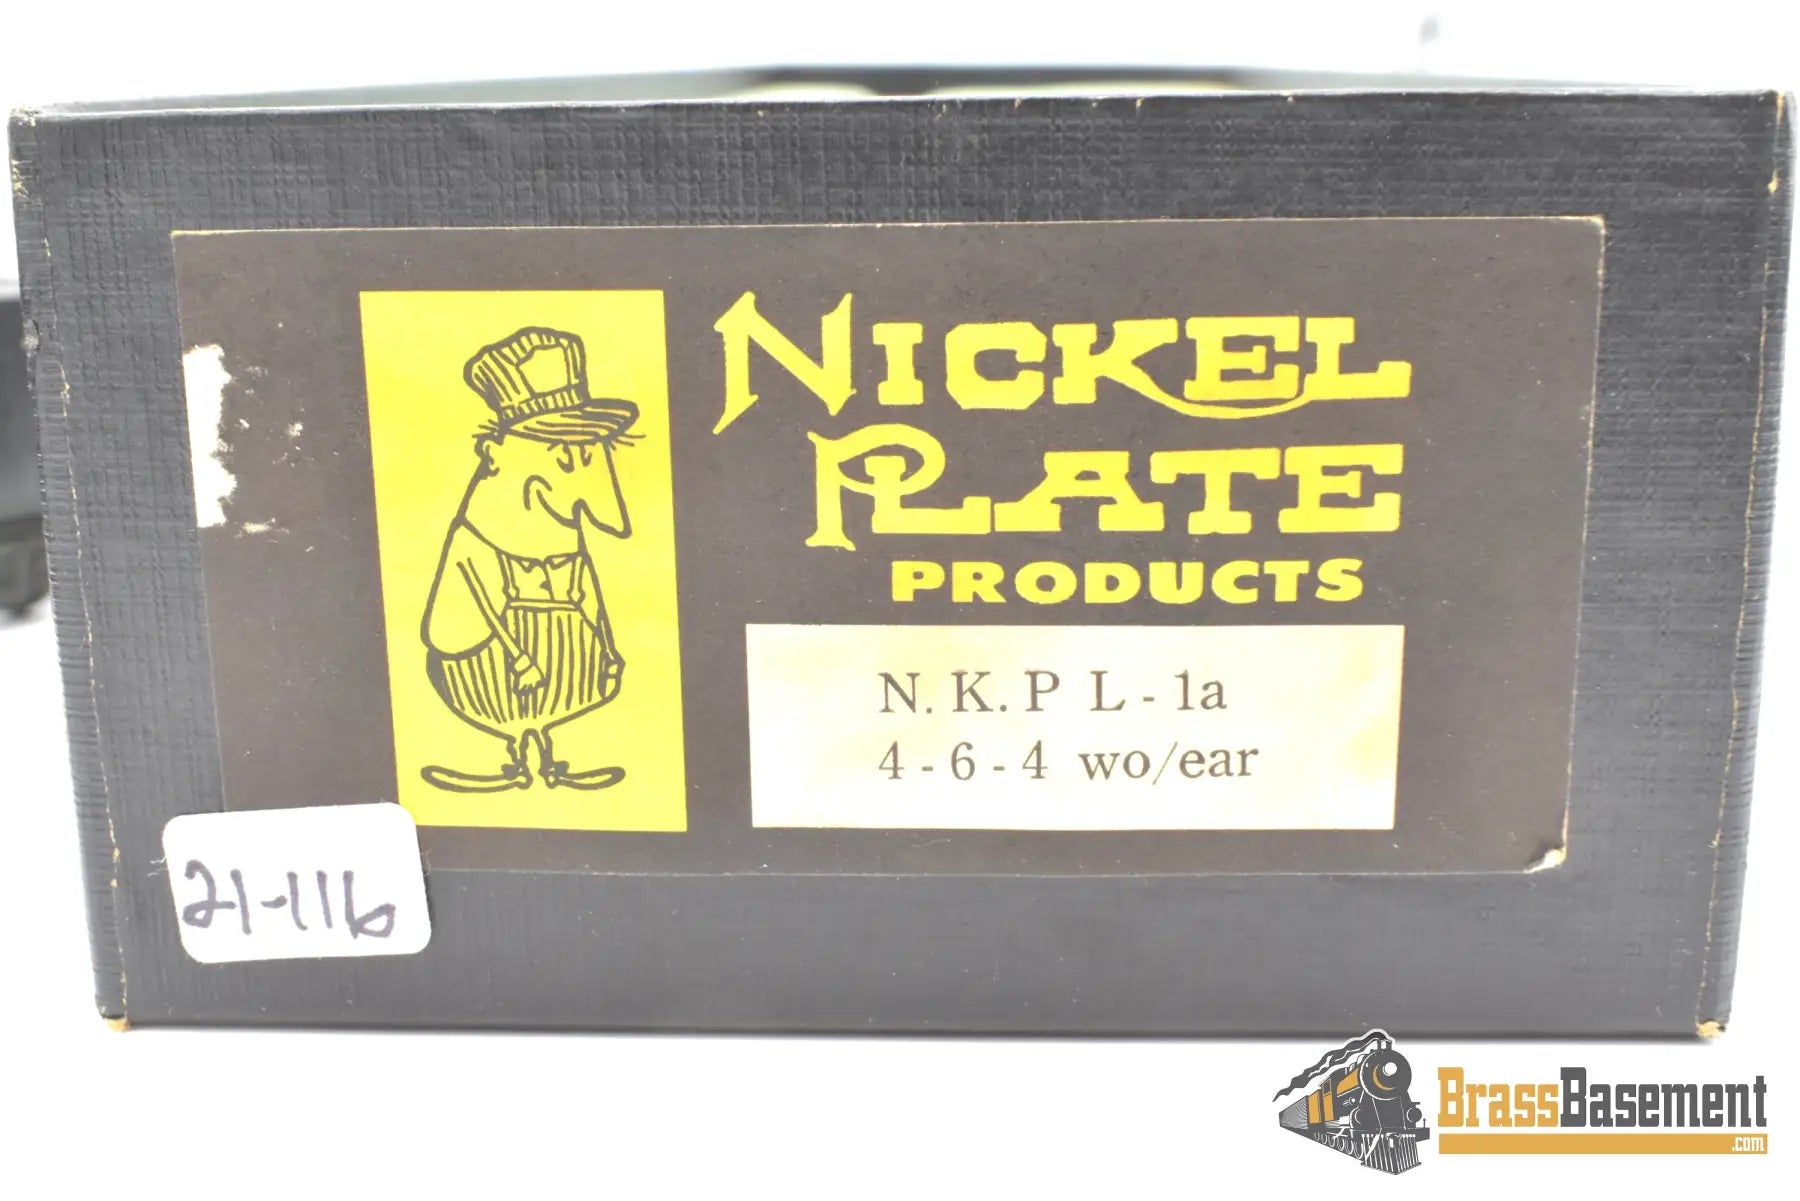 NICKEL
PLATE
PRODUCTS
N. K. P L - 1a
4 - 6 - 4 wo/ear
21-116
BrassBasement
.com